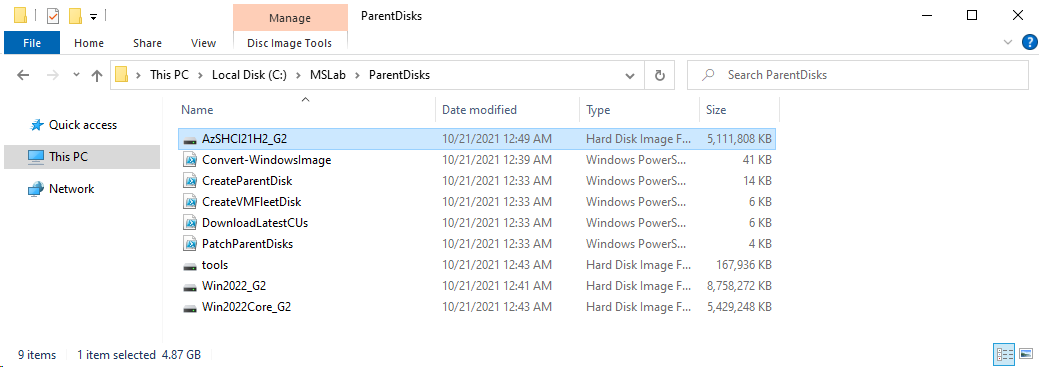 Manage ParentDisks
File Home Share View Disc Image Tools
This PC Local Disk (C:) MSLab ParentDisks Search ParentDisks
Name Date modified Type Size
Quick access
This PC
Network
AzSHCI21H2_G2 10/21/2021 12:49 AM Hard Disk Image F... 5,111,808 KB
Convert-WindowsImage 10/21/2021 12:39 AM Windows PowerS... 41 KB
CreateParentDisk 10/21/2021 12:33 AM Windows PowerS... 14 KB
CreateVMFleetDisk 10/21/2021 12:33 AM Windows PowerS... 6 KB
DownloadLatestCUs 10/21/2021 12:33 AM Windows PowerS... 6 KB
PatchParentDisks 10/21/2021 12:33 AM Windows PowerS... 4 KB
tools 10/21/2021 12:43 AM Hard Disk Image F... 167,936 KB
Win2022_G2 10/21/2021 12:41 AM Hard Disk Image F... 8,758,272 KB
Win2022Core_G2 10/21/2021 12:43 AM Hard Disk Image F... 5,429,248 KB
9 items 1 item selected 4.87 GB